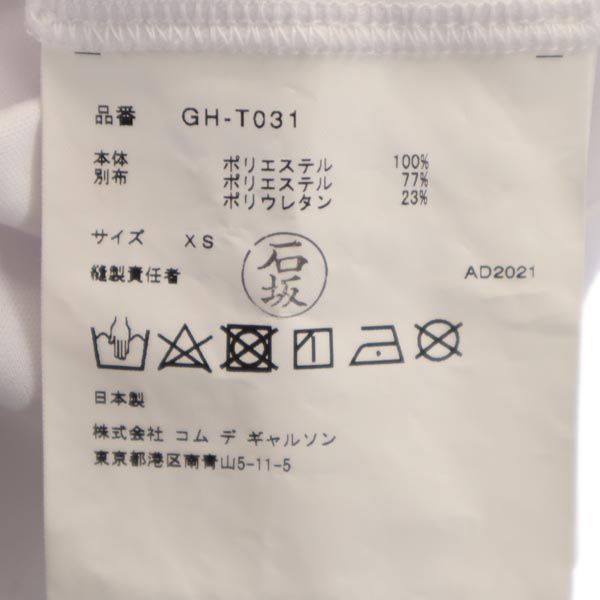 品番 GH-T031
本体 ポリエステル 100%
別布 ポリエステル 77%
ポリウレタン 23%
サイズ XS
石坂
縫製責任者 AD2021
日本製
株式会社 コム デ ギャルソン
東京都港区南青山5-11-5